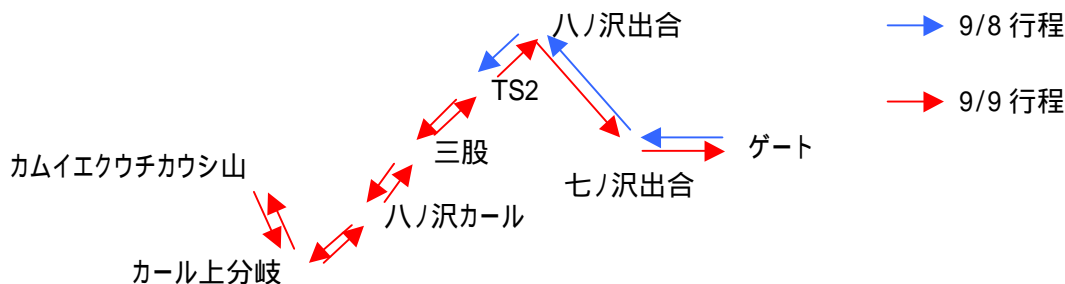 八ノ沢出合
9/8 行程
TS2
9/9 行程
三股
ゲート
カムイエクウチカウシ山
七ノ沢出合
八ノ沢カール
カール上分岐